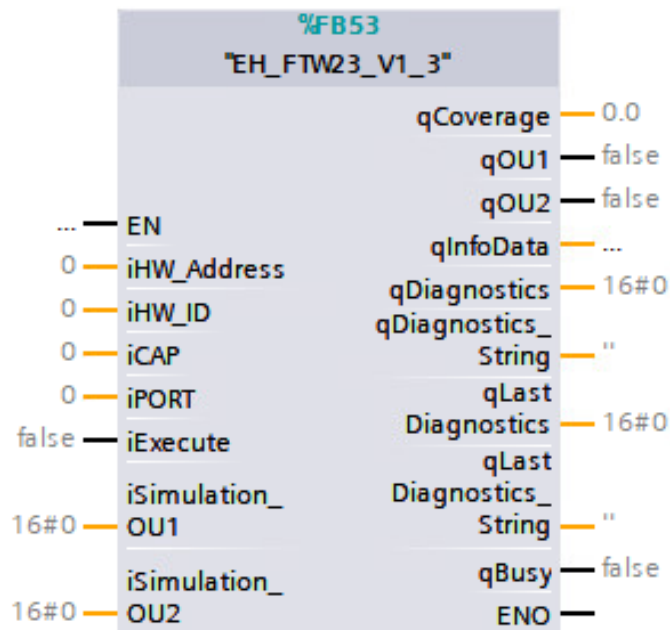 %FB53
"EH_FTW23_V1_3"
qCoverage 0.0
qOU1 false
qOU2 false
... EN
qInfoData ...
0 iHW_Address
qDiagnostics 16#0
0 iHW_ID
qDiagnostics_
String ''
0 iCAP
qLast
Diagnostics 16#0
0 iPORT
false iExecute
qLast
Diagnostics_
String ''
iSimulation_
16#0 OU1
qBusy false
iSimulation_
16#0 OU2
ENO